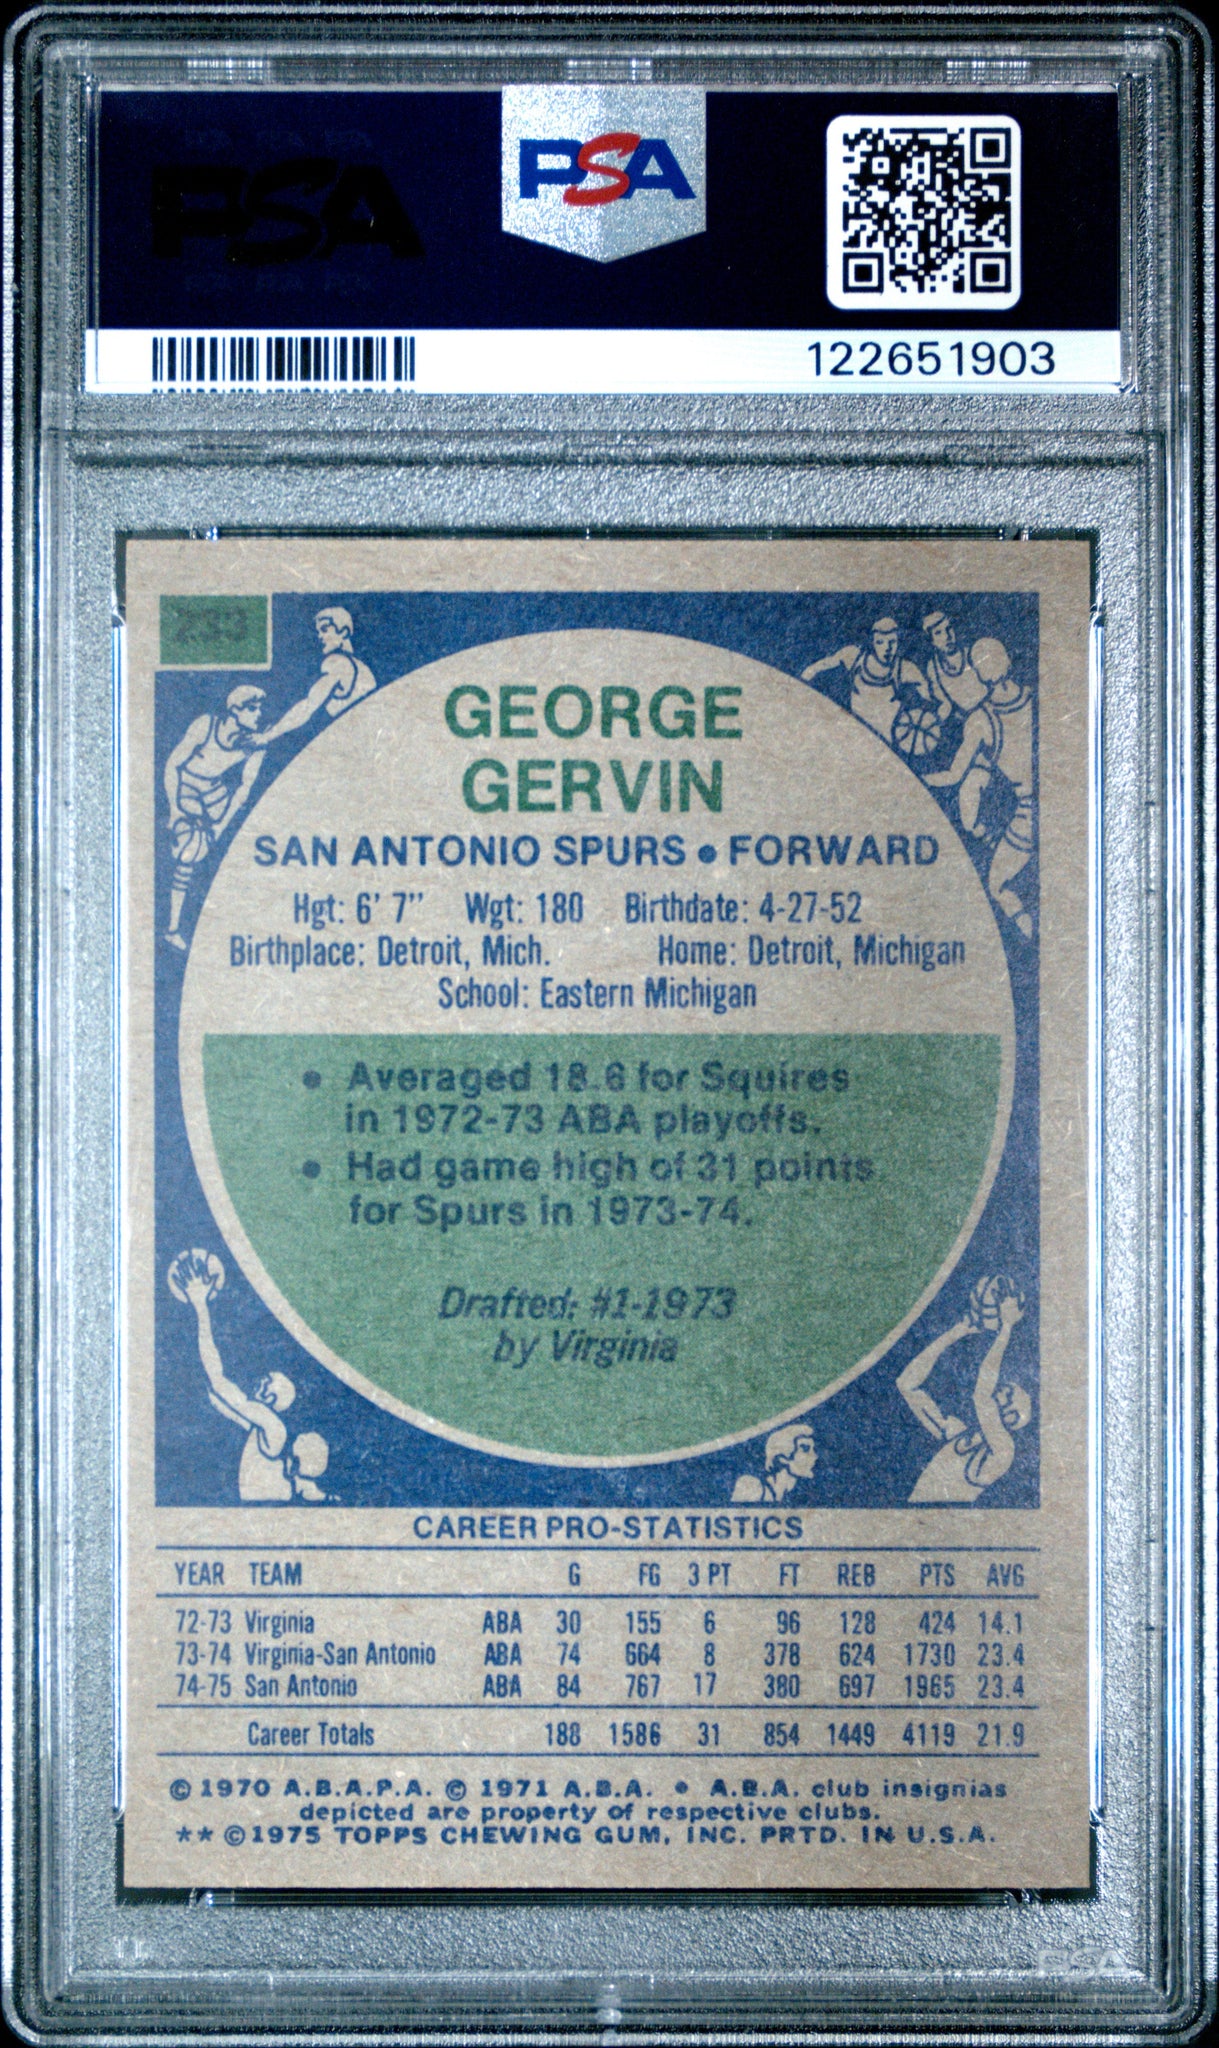 PSA
PSA
122651903
233
GEORGE
GERVIN
SAN ANTONIO SPURS • FORWARD
Hgt: 6' 7" Wgt: 180 Birthdate: 4-27-52
Birthplace: Detroit, Mich. Home: Detroit, Michigan
School: Eastern Michigan
• Averaged 18.6 for Squires
in 1972-73 ABA playoffs.
• Had game high of 31 points
for Spurs in 1973-74.
Drafted: #1-1973
by Virginia
CAREER PRO-STATISTICS
YEAR TEAM G FG 3 PT FT REB PTS AVG
72-73 Virginia ABA 30 155 6 96 128 424 14.1
73-74 Virginia-San Antonio ABA 74 664 8 378 624 1730 23.4
74-75 San Antonio ABA 84 767 17 380 697 1965 23.4
Career Totals 188 1586 31 854 1449 4119 21.9
© 1970 A.B.A.P.A. © 1971 A.B.A. • A.B.A. club insignias
depicted are property of respective clubs.
** ©1975 TOPPS CHEWING GUM, INC. PRTD. IN U.S.A.
PSA